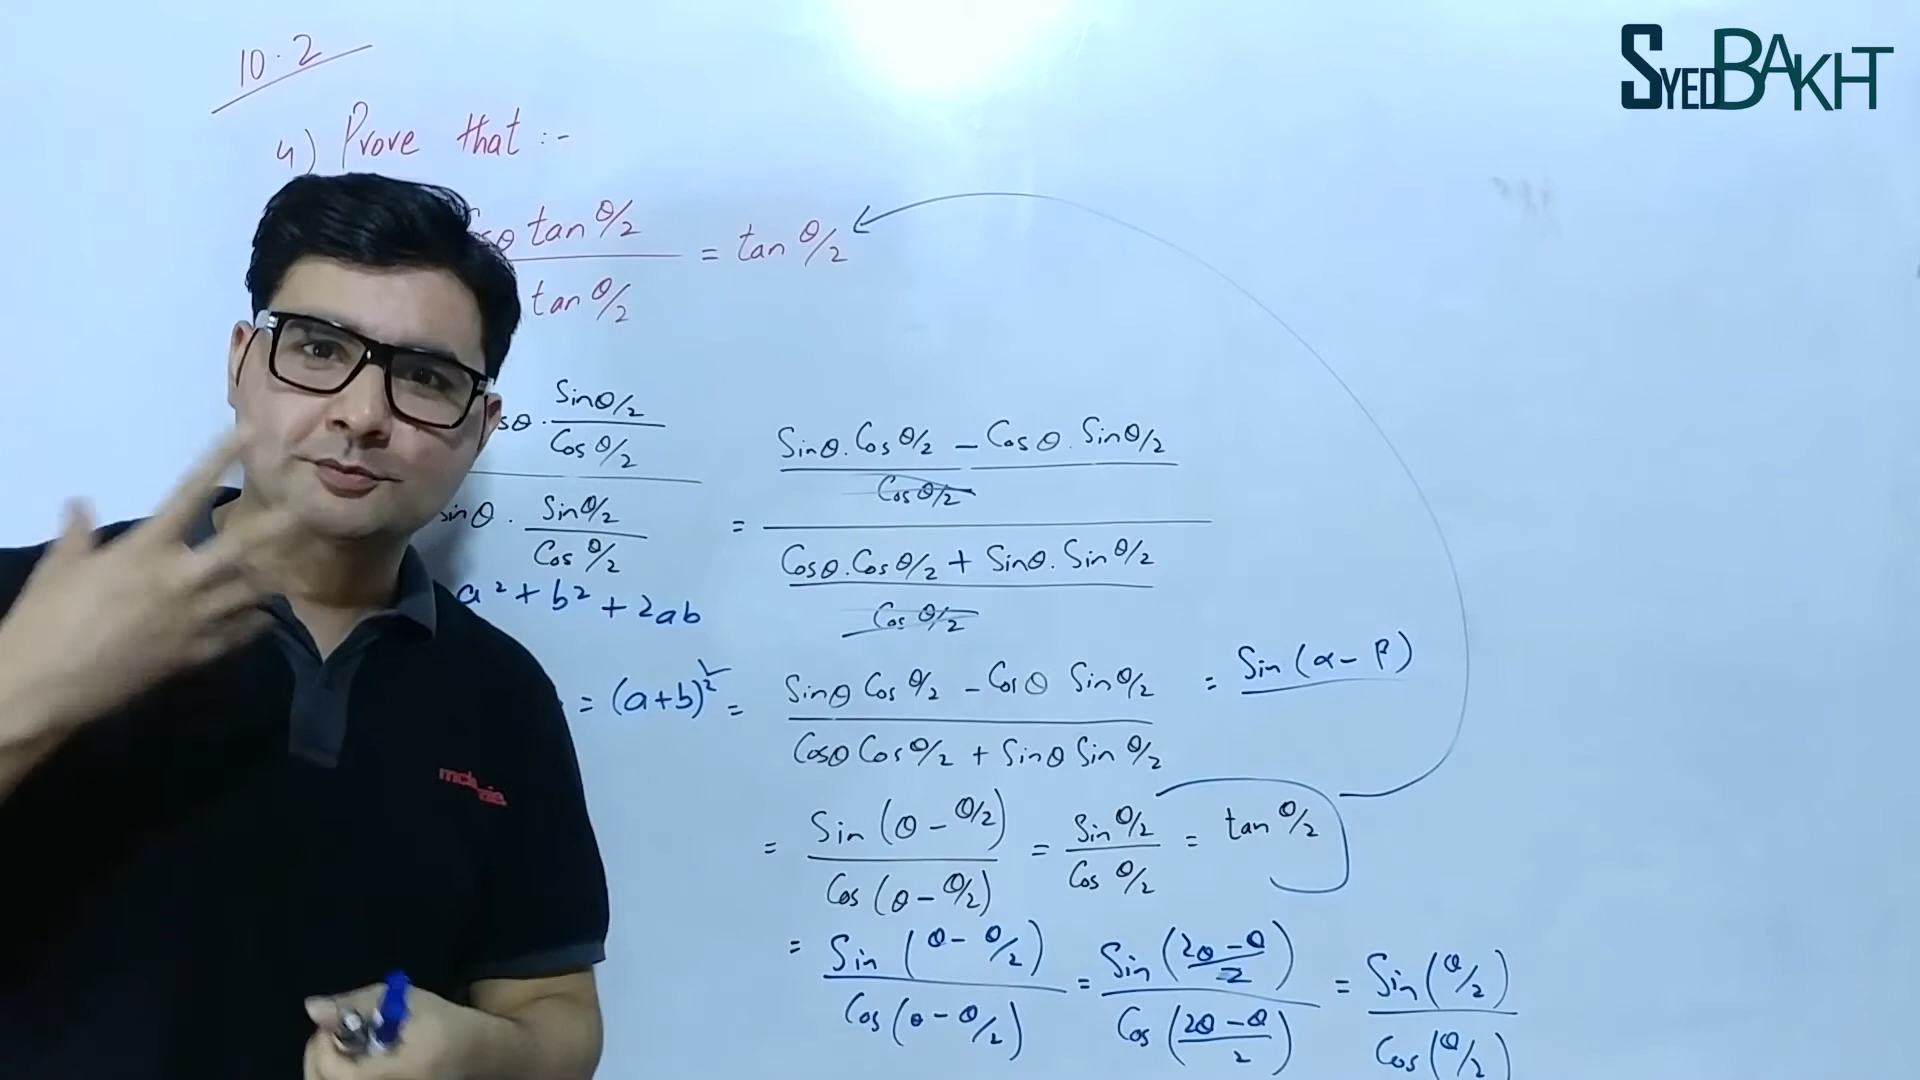 SYEDBAKHT
10.2
4) Prove that :-
sθ tan θ/2 = tan θ/2
tan θ/2
sθ . Sinθ/2
Cos θ/2
Sinθ . Sinθ/2
Cos θ/2
= Sinθ.Cos θ/2 – Cos θ. Sinθ/2
Cos θ/2
Cosθ.Cos θ/2 + Sinθ. Sin θ/2
Cos θ/2
a² + b² + 2ab
= (a+b)²
= Sinθ Cos θ/2 – Cosθ Sin θ/2 = Sin (α – β)
Cosθ Cos θ/2 + Sinθ Sin θ/2
= Sin (θ – θ/2) = Sin θ/2 = tan θ/2
Cos (θ – θ/2) Cos θ/2
= Sin (θ – θ/2) = Sin (2θ – θ/2) = Sin (θ/2)
Cos (θ – θ/2) Cos (2θ – θ/2) Cos (θ/2)